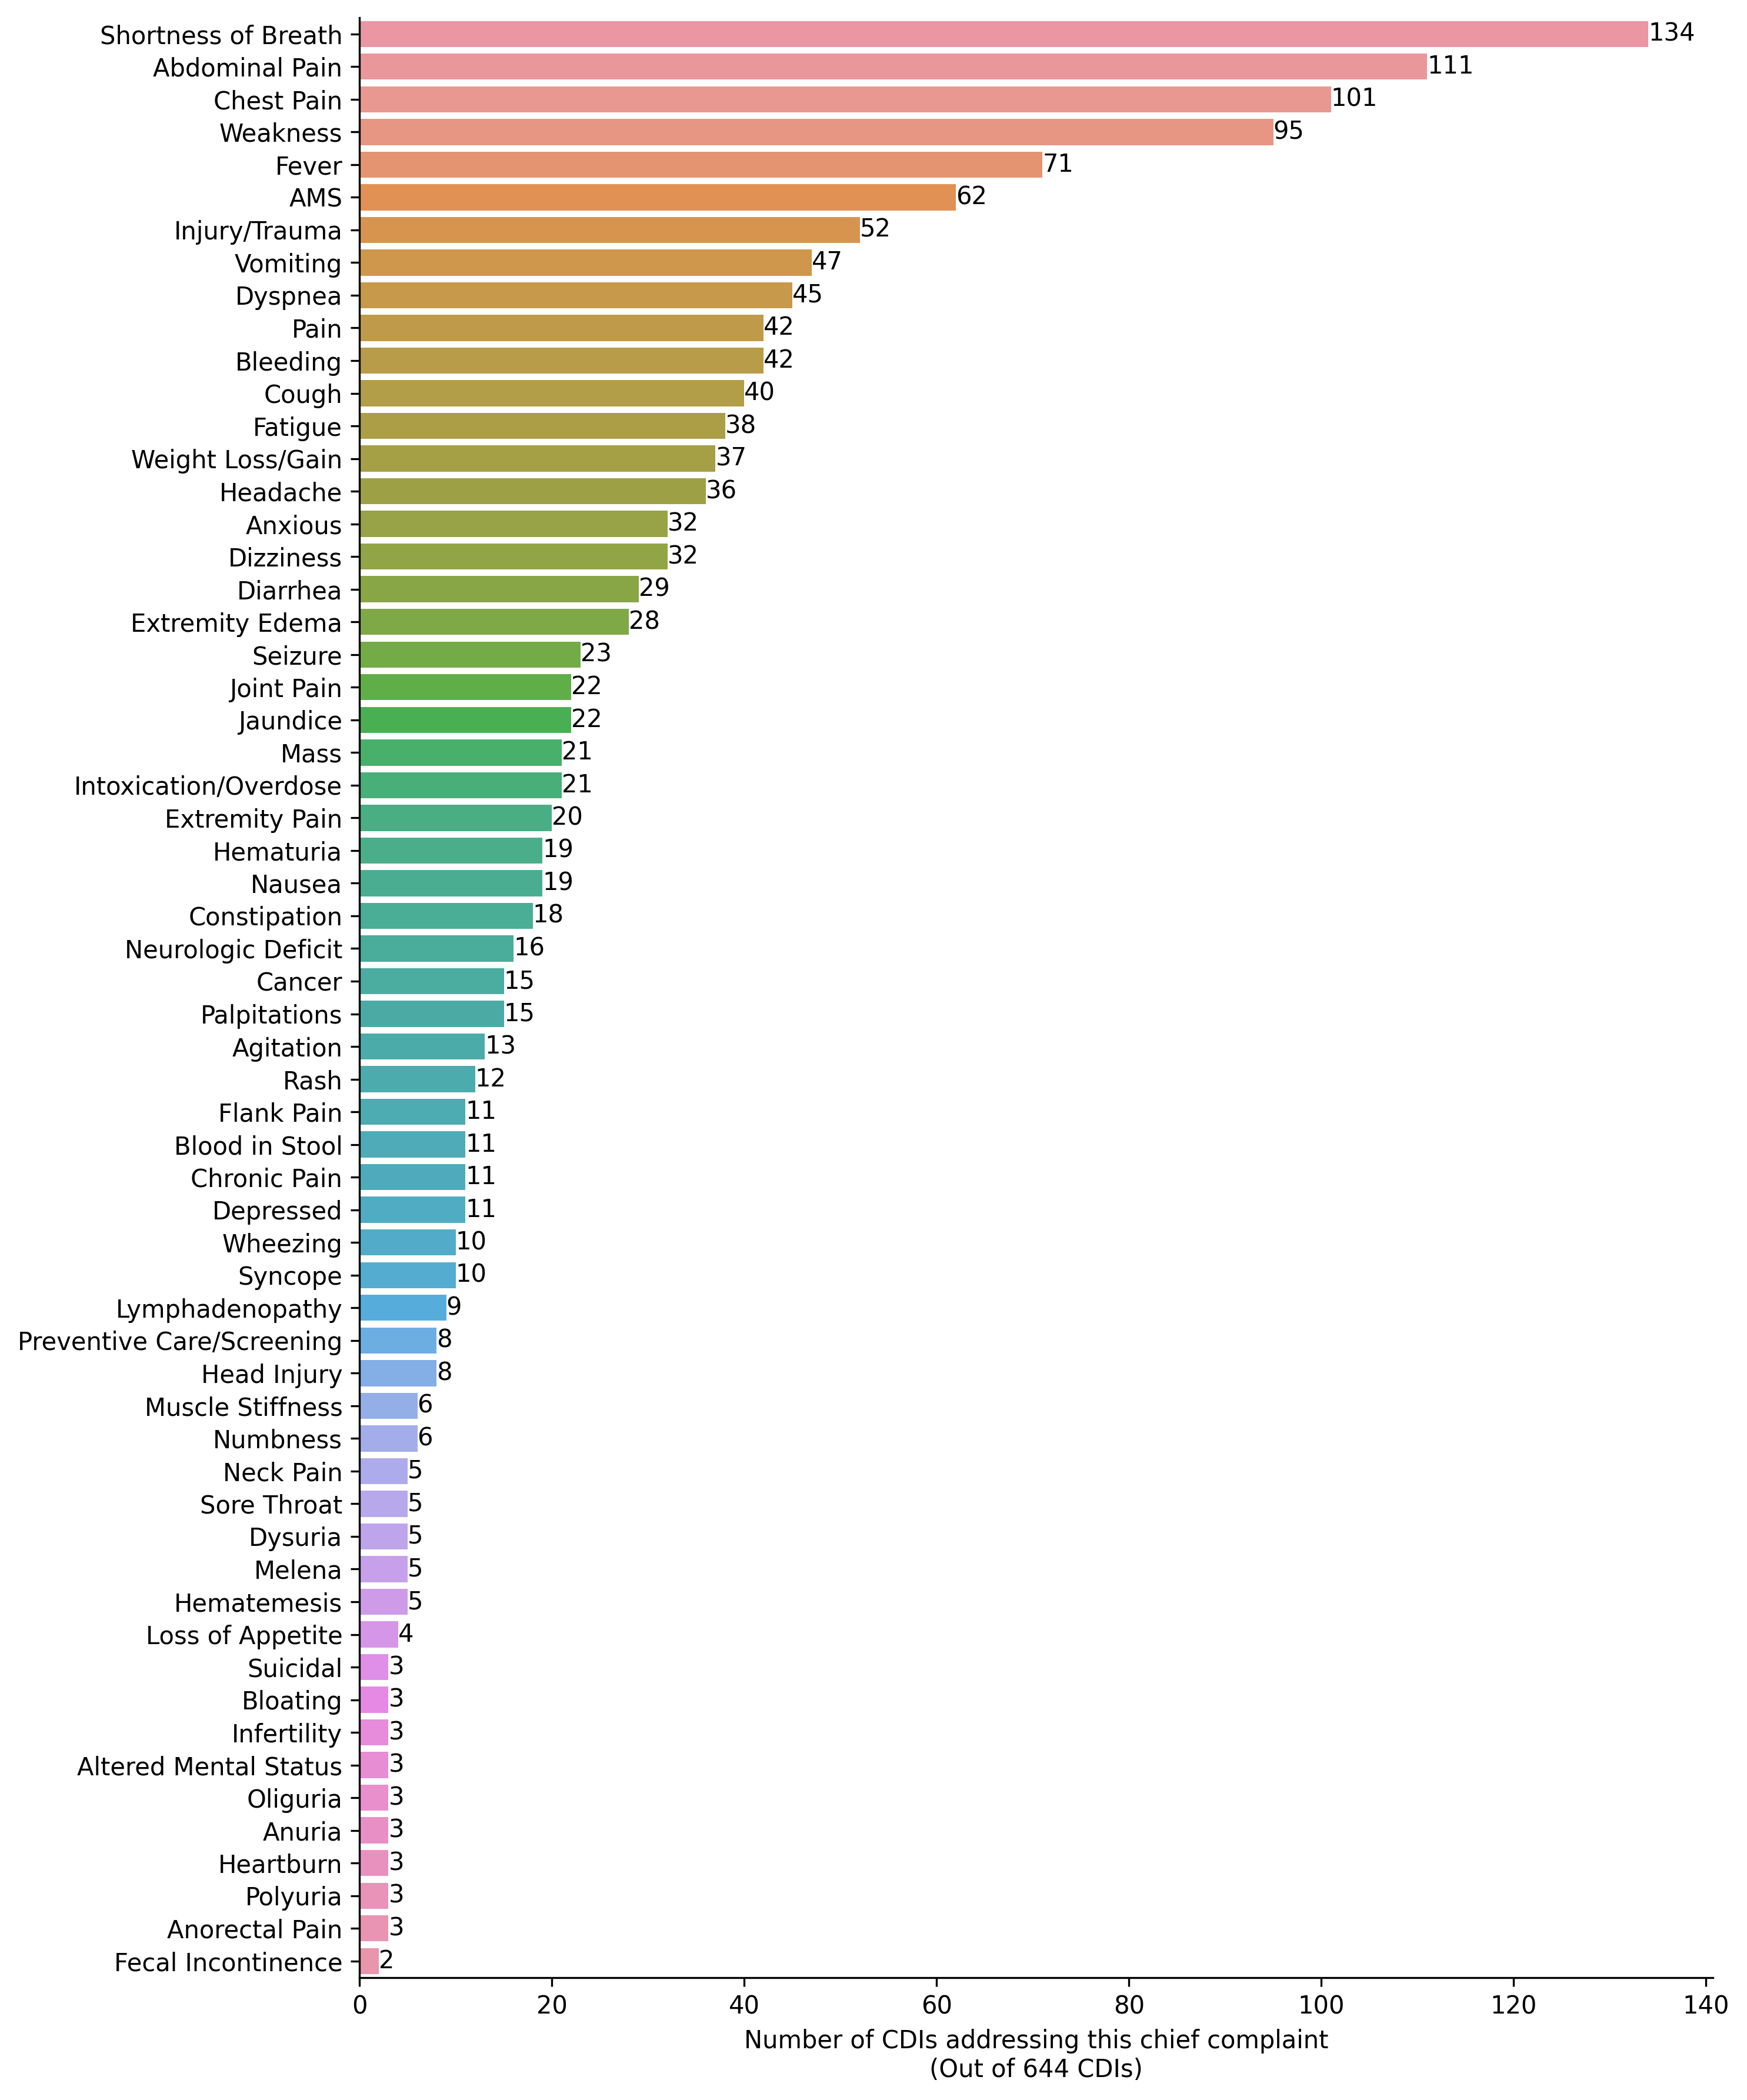 Shortness of Breath 134
Abdominal Pain 111
Chest Pain 101
Weakness 95
Fever 71
AMS 62
Injury/Trauma 52
Vomiting 47
Dyspnea 45
Pain 42
Bleeding 42
Cough 40
Fatigue 38
Weight Loss/Gain 37
Headache 36
Anxious 32
Dizziness 32
Diarrhea 29
Extremity Edema 28
Seizure 23
Joint Pain 22
Jaundice 22
Mass 21
Intoxication/Overdose 21
Extremity Pain 20
Hematuria 19
Nausea 19
Constipation 18
Neurologic Deficit 16
Cancer 15
Palpitations 15
Agitation 13
Rash 12
Flank Pain 11
Blood in Stool 11
Chronic Pain 11
Depressed 11
Wheezing 10
Syncope 10
Lymphadenopathy 9
Preventive Care/Screening 8
Head Injury 8
Muscle Stiffness 6
Numbness 6
Neck Pain 5
Sore Throat 5
Dysuria 5
Melena 5
Hematemesis 5
Loss of Appetite 4
Suicidal 3
Bloating 3
Infertility 3
Altered Mental Status 3
Oliguria 3
Anuria 3
Heartburn 3
Polyuria 3
Anorectal Pain 3
Fecal Incontinence 2
0 20 40 60 80 100 120 140
Number of CDIs addressing this chief complaint
(Out of 644 CDIs)